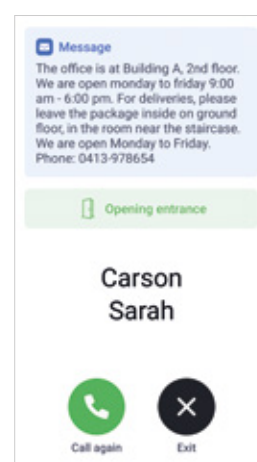 Message
The office is at Building A, 2nd floor.
We are open monday to friday 9:00
am - 6:00 pm. For deliveries, please
leave the package inside on ground
floor, in the room near the staircase.
We are open Monday to Friday.
Phone: 0413-978654
Opening entrance
Carson
Sarah
Call again Exit